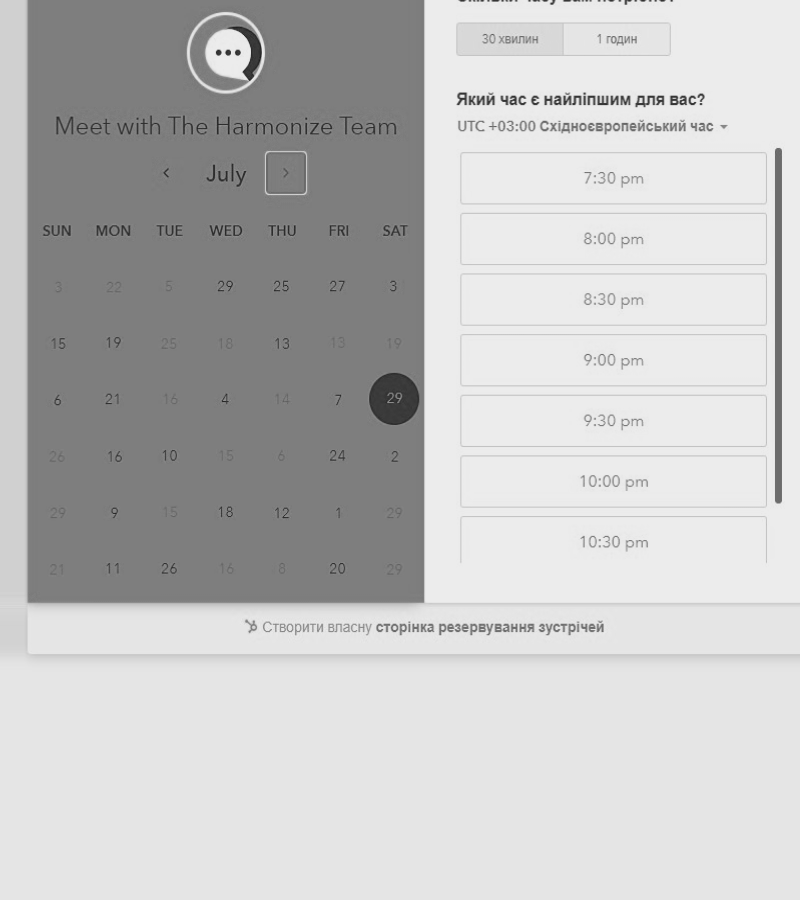 Meet with The Harmonize Team
July
SUN MON TUE WED THU FRI SAT
3 22 5 29 25 27 3
15 19 25 18 13 13 19
6 21 16 4 14 7 29
26 16 10 15 6 24 2
29 9 15 18 12 1 29
21 11 26 16 8 20 29
30 хвилин 1 годин
Який час є найліпшим для вас?
UTC +03:00 Східноєвропейський час
7:30 pm
8:00 pm
8:30 pm
9:00 pm
9:30 pm
10:00 pm
10:30 pm
Створити власну сторінка резервування зустрічей